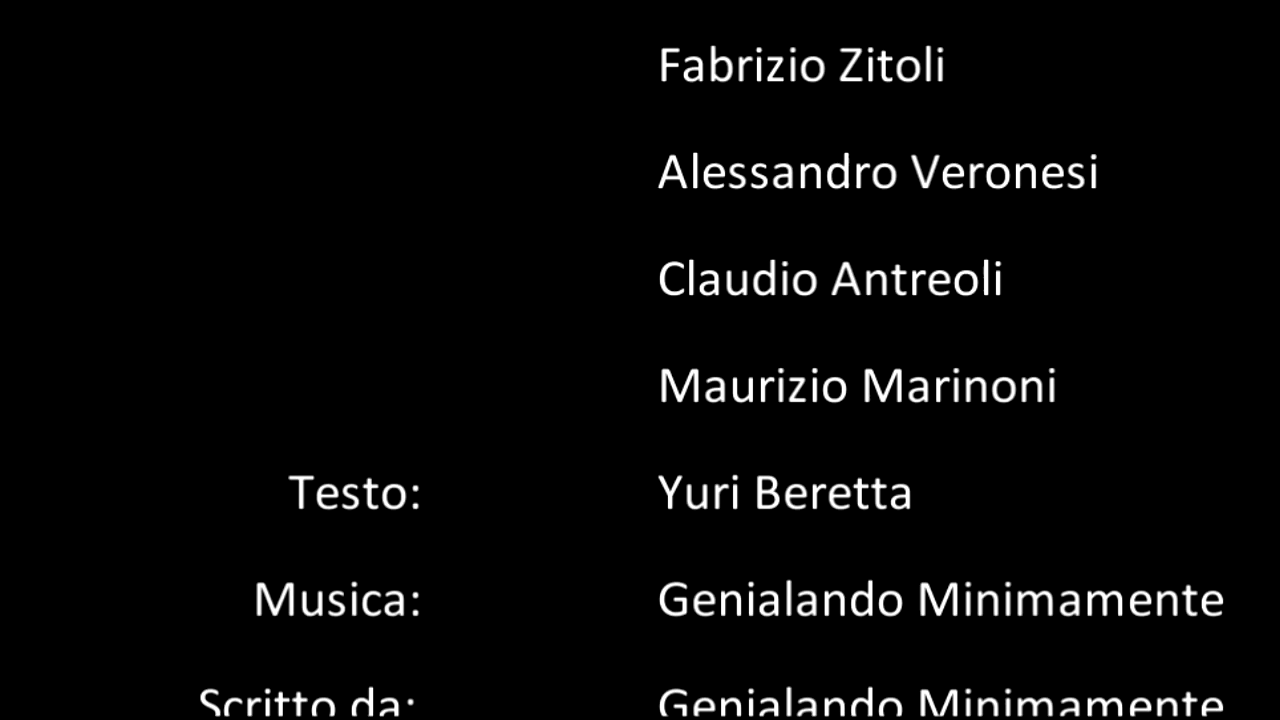 Fabrizio Zitoli
Alessandro Veronesi
Claudio Antreoli
Maurizio Marinoni
Testo: Yuri Beretta
Musica: Genialando Minimamente
Scritto da: Genialando Minimamente